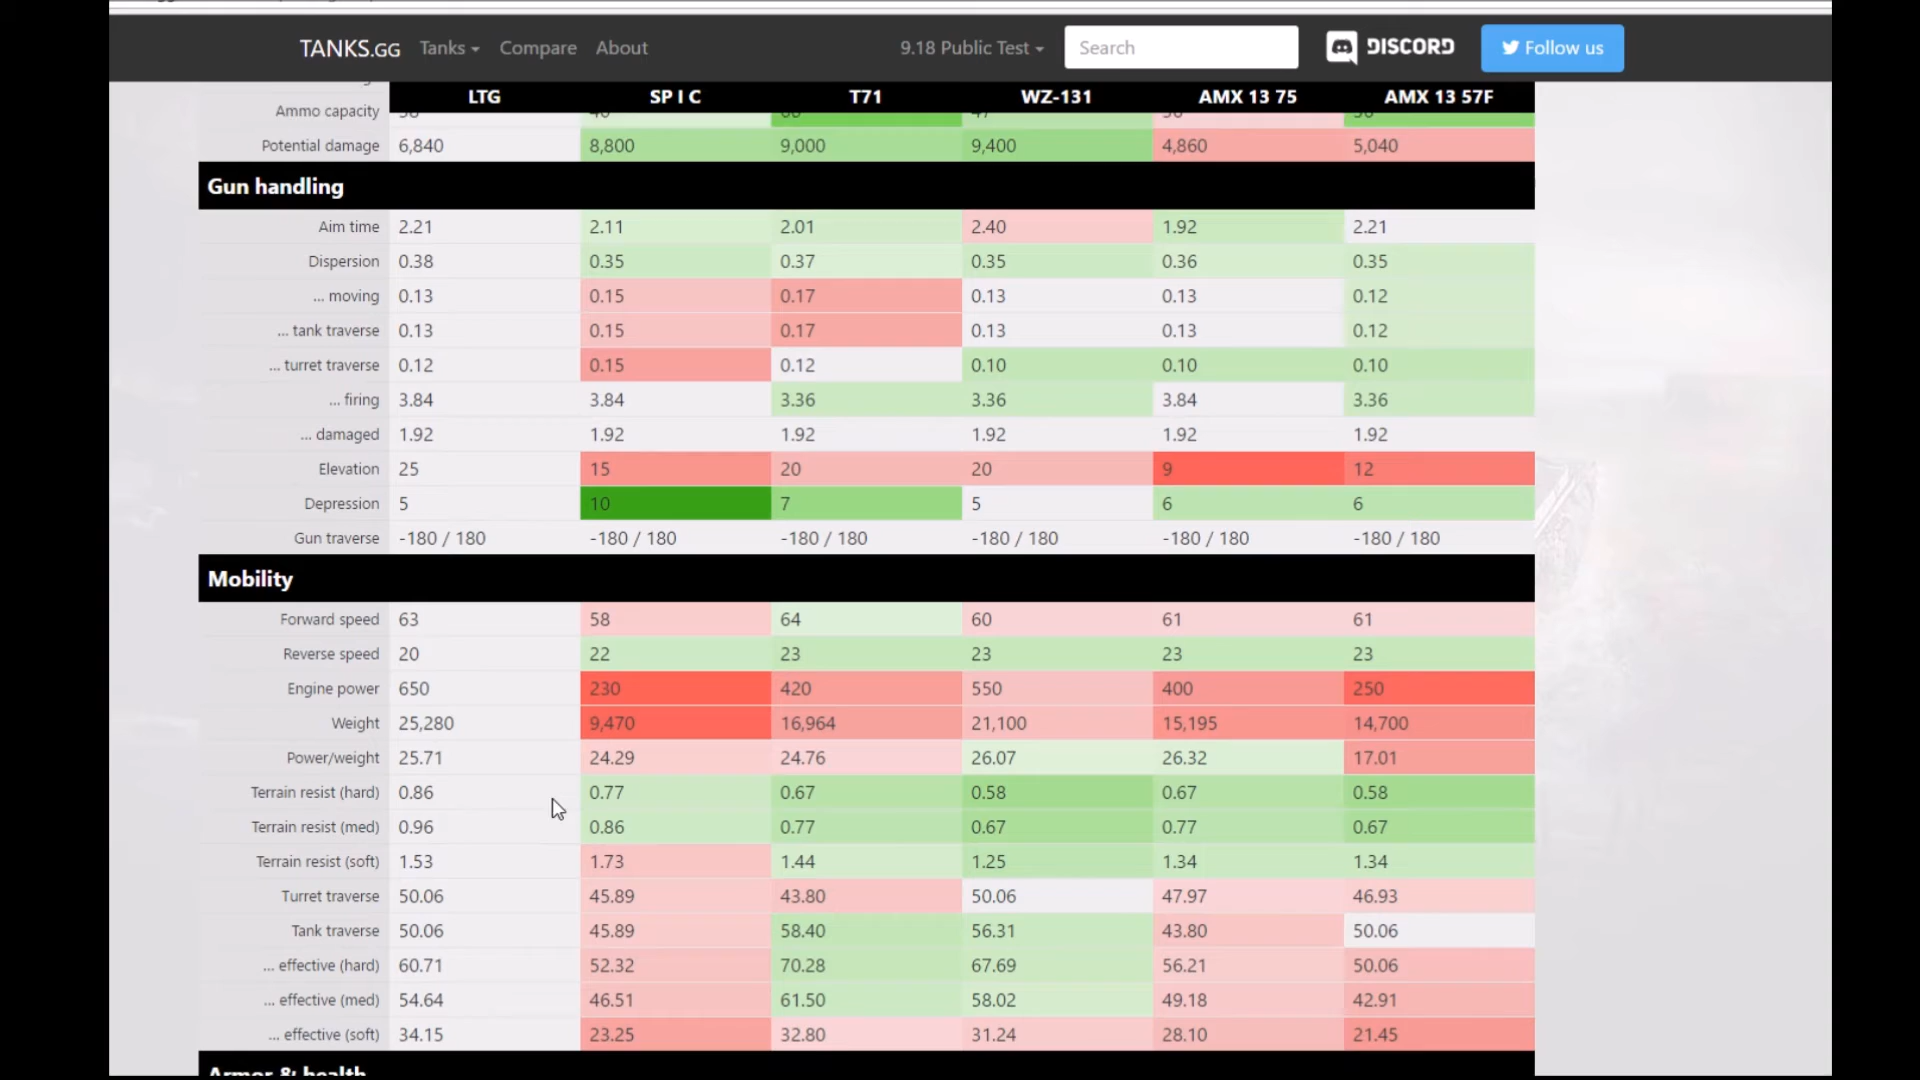 TANKS.GG Tanks Compare About 9.18 Public Test Search DISCORD Follow us
LTG SP I C T71 WZ-131 AMX 13 75 AMX 13 57F
Ammo capacity
Potential damage 6,840 8,800 9,000 9,400 4,860 5,040
Gun handling
Aim time 2.21 2.11 2.01 2.40 1.92 2.21
Dispersion 0.38 0.35 0.37 0.35 0.36 0.35
... moving 0.13 0.15 0.17 0.13 0.13 0.12
... tank traverse 0.13 0.15 0.17 0.13 0.13 0.12
... turret traverse 0.12 0.15 0.12 0.10 0.10 0.10
... firing 3.84 3.84 3.36 3.36 3.84 3.36
... damaged 1.92 1.92 1.92 1.92 1.92 1.92
Elevation 25 15 20 20 9 12
Depression 5 10 7 5 6 6
Gun traverse -180 / 180 -180 / 180 -180 / 180 -180 / 180 -180 / 180 -180 / 180
Mobility
Forward speed 63 58 64 60 61 61
Reverse speed 20 22 23 23 23 23
Engine power 650 230 420 550 400 250
Weight 25,280 9,470 16,964 21,100 15,195 14,700
Power/weight 25.71 24.29 24.76 26.07 26.32 17.01
Terrain resist (hard) 0.86 0.77 0.67 0.58 0.67 0.58
Terrain resist (med) 0.96 0.86 0.77 0.67 0.77 0.67
Terrain resist (soft) 1.53 1.73 1.44 1.25 1.34 1.34
Turret traverse 50.06 45.89 43.80 50.06 47.97 46.93
Tank traverse 50.06 45.89 58.40 56.31 43.80 50.06
... effective (hard) 60.71 52.32 70.28 67.69 56.21 50.06
... effective (med) 54.64 46.51 61.50 58.02 49.18 42.91
... effective (soft) 34.15 23.25 32.80 31.24 28.10 21.45
Armor & health